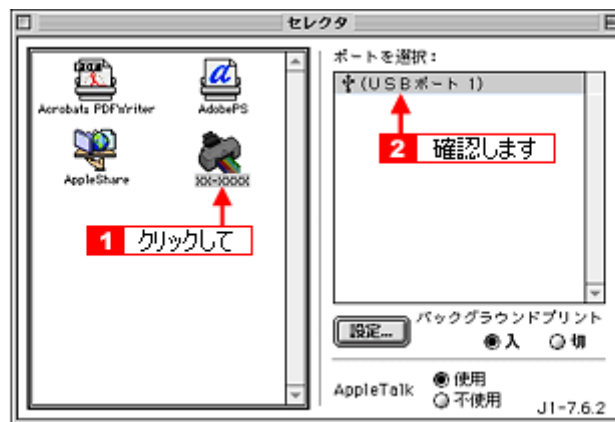 セレクタ
Acrobats PDFWriter
AdobePS
AppleShare
XX-XXXX
1 クリックして
ポートを選択：
(USBポート 1)
2 確認します
設定...
バックグラウンドプリント
入 切
AppleTalk
使用
不使用
J1-7.6.2